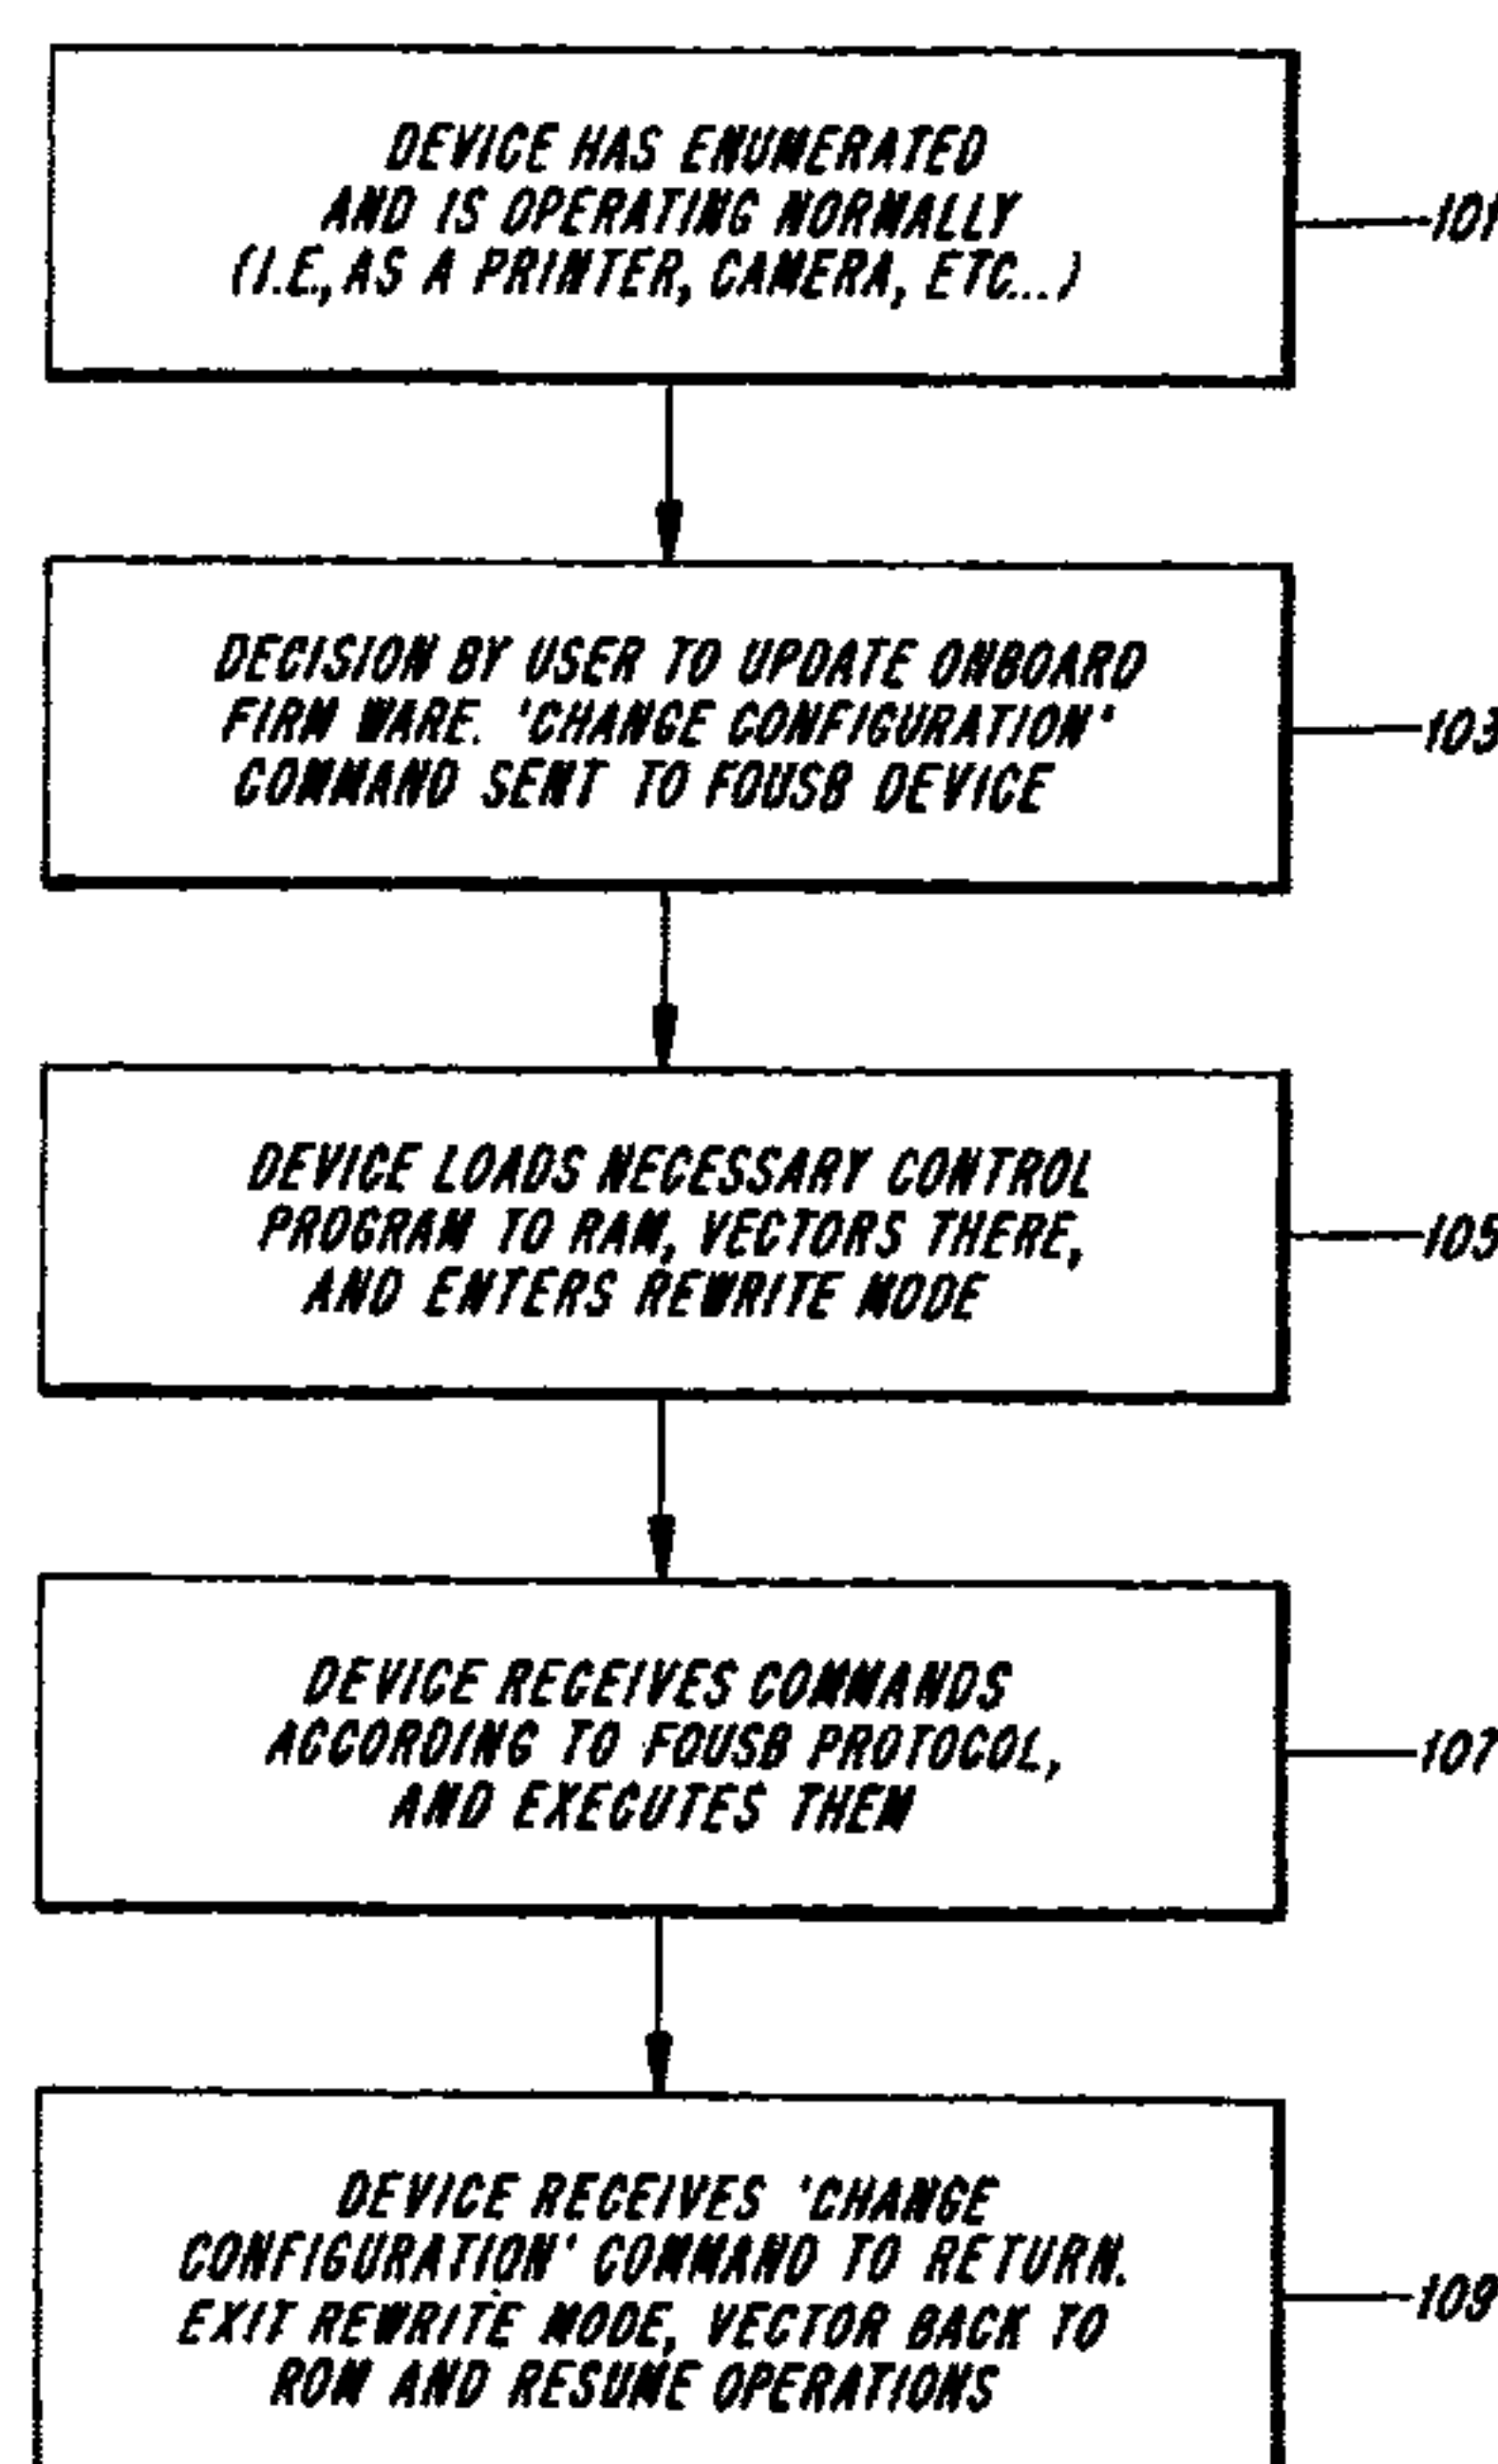 DEVICE HAS ENUMERATED
AND IS OPERATING NORMALLY
(I.E., AS A PRINTER, CAMERA, ETC...)
101
DECISION BY USER TO UPDATE ONBOARD
FIRM WARE. 'CHANGE CONFIGURATION'
COMMAND SENT TO FOUSB DEVICE
103
DEVICE LOADS NECESSARY CONTROL
PROGRAM TO RAM, VECTORS THERE,
AND ENTERS REWRITE MODE
105
DEVICE RECEIVES COMMANDS
ACCORDING TO FOUSB PROTOCOL,
AND EXECUTES THEM
107
DEVICE RECEIVES 'CHANGE
CONFIGURATION' COMMAND TO RETURN.
EXIT REWRITE MODE, VECTOR BACK TO
ROM AND RESUME OPERATIONS
109